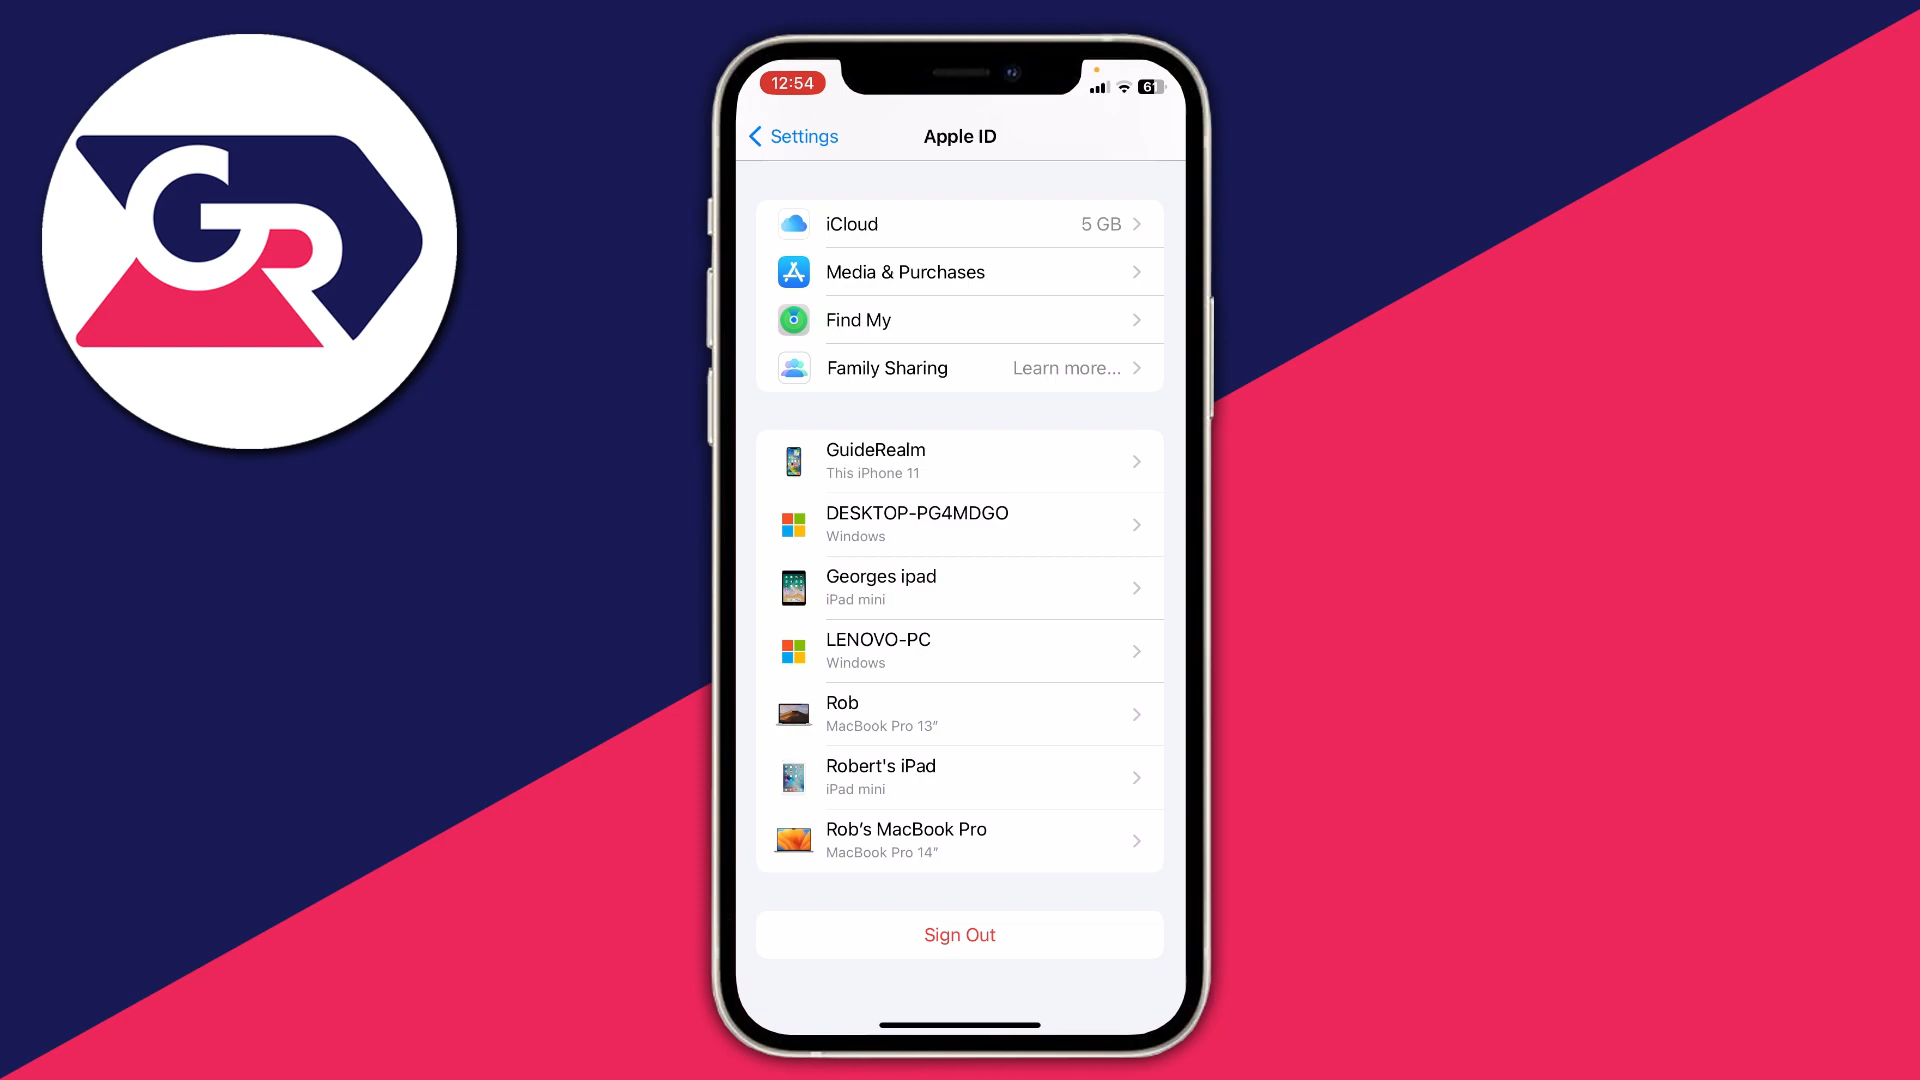 GR
12:54
61
Settings
Apple ID
iCloud 5 GB
Media & Purchases
Find My
Family Sharing Learn more...
GuideRealm
This iPhone 11
DESKTOP-PG4MDGO
Windows
Georges ipad
iPad mini
LENOVO-PC
Windows
Rob
MacBook Pro 13”
Robert's iPad
iPad mini
Rob’s MacBook Pro
MacBook Pro 14”
Sign Out